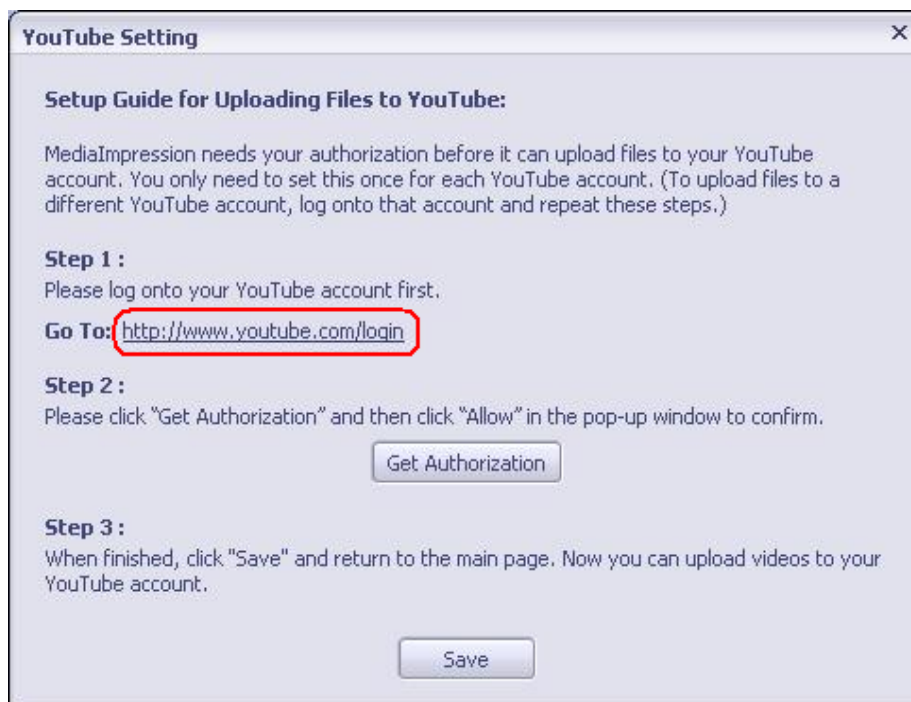 YouTube Setting
Setup Guide for Uploading Files to YouTube:
MediaImpression needs your authorization before it can upload files to your YouTube
account. You only need to set this once for each YouTube account. (To upload files to a
different YouTube account, log onto that account and repeat these steps.)
Step 1 :
Please log onto your YouTube account first.
Go To: http://www.youtube.com/login
Step 2 :
Please click "Get Authorization" and then click "Allow" in the pop-up window to confirm.
Get Authorization
Step 3 :
When finished, click "Save" and return to the main page. Now you can upload videos to your
YouTube account.
Save